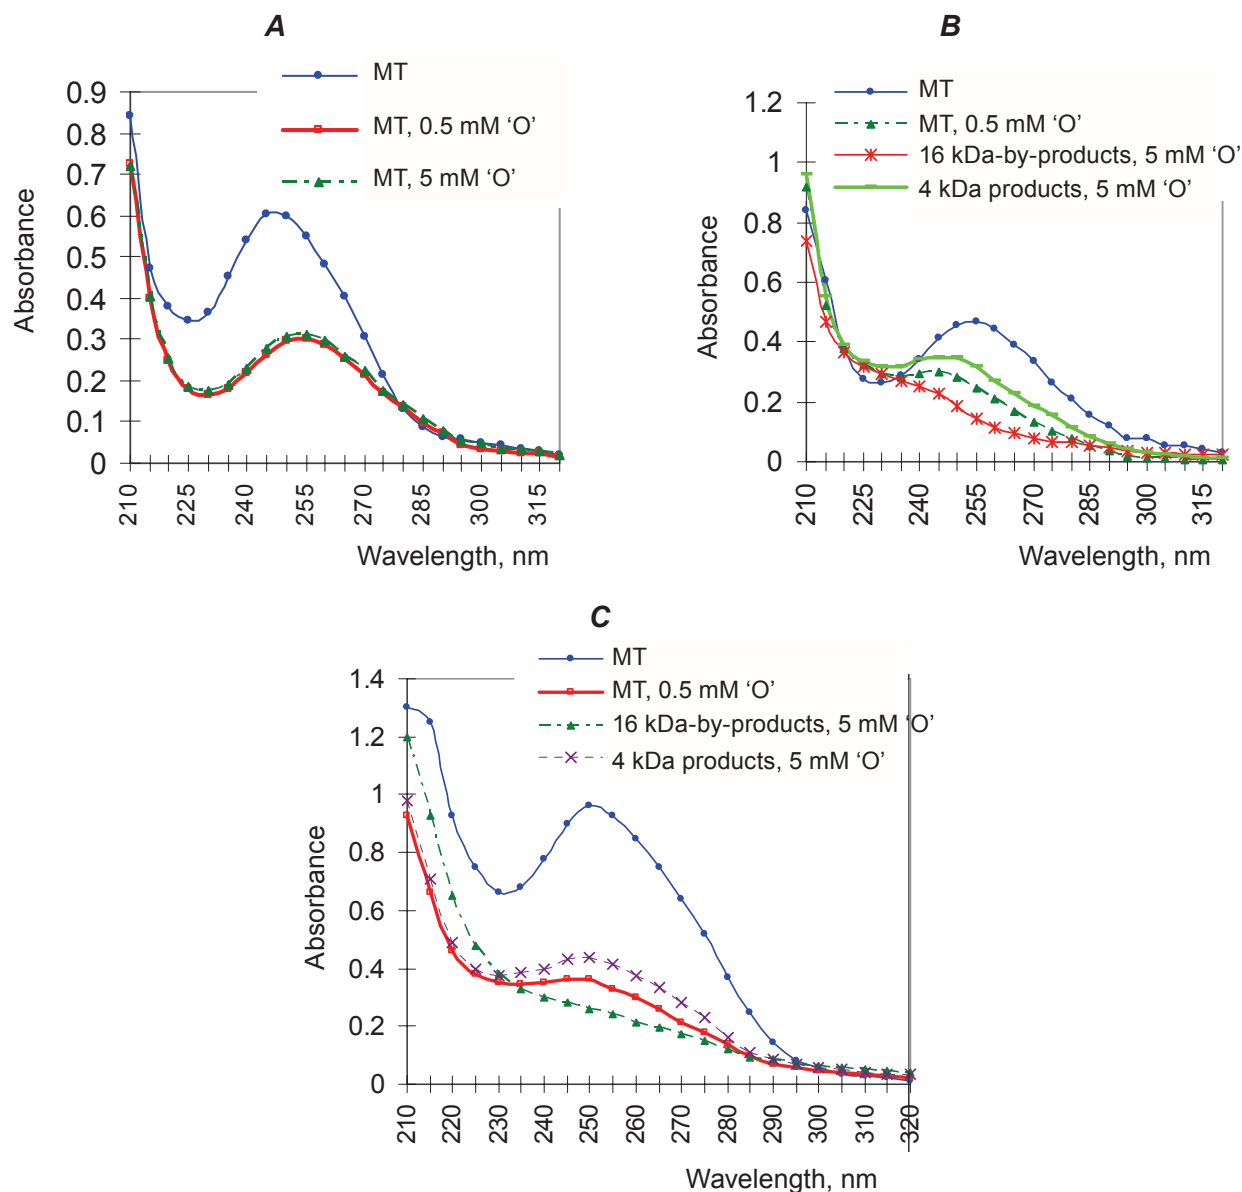 A
MT
MT, 0.5 mM ‘O’
MT, 5 mM ‘O’
0.9
0.8
0.7
0.6
0.5
0.4
0.3
0.2
0.1
0
Absorbance
210
225
240
255
270
285
300
315
Wavelength, nm
B
MT
MT, 0.5 mM ‘O’
16 kDa-by-products, 5 mM ‘O’
4 kDa products, 5 mM ‘O’
1.2
1
0.8
0.6
0.4
0.2
0
Absorbance
210
225
240
255
270
285
300
315
Wavelength, nm
C
MT
MT, 0.5 mM ‘O’
16 kDa-by-products, 5 mM ‘O’
4 kDa products, 5 mM ‘O’
1.4
1.2
1
0.8
0.6
0.4
0.2
0
Absorbance
210
220
230
240
250
260
270
280
290
300
310
320
Wavelength, nm